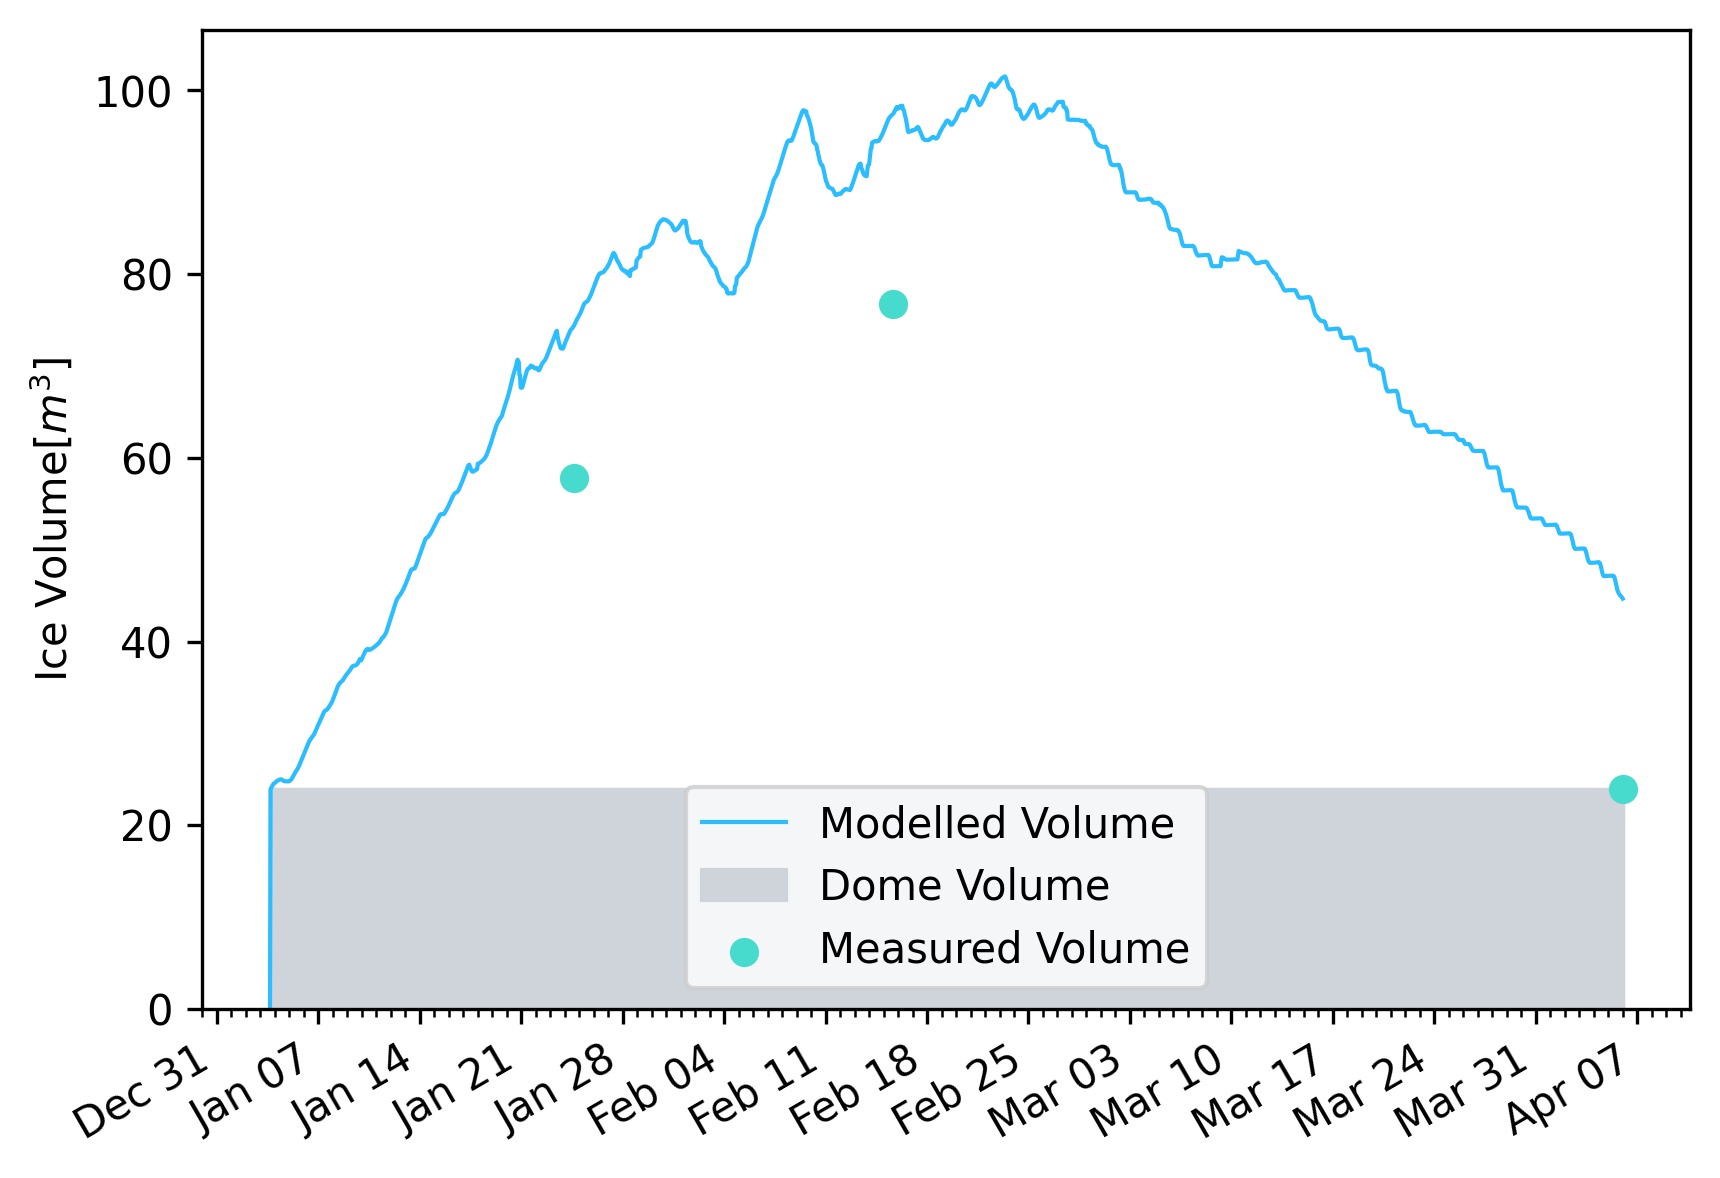 Ice Volume[$m^3$]
100
80
60
40
20
0
Modelled Volume
Dome Volume
Measured Volume
Dec 31
Jan 07
Jan 14
Jan 21
Jan 28
Feb 04
Feb 11
Feb 18
Feb 25
Mar 03
Mar 10
Mar 17
Mar 24
Mar 31
Apr 07